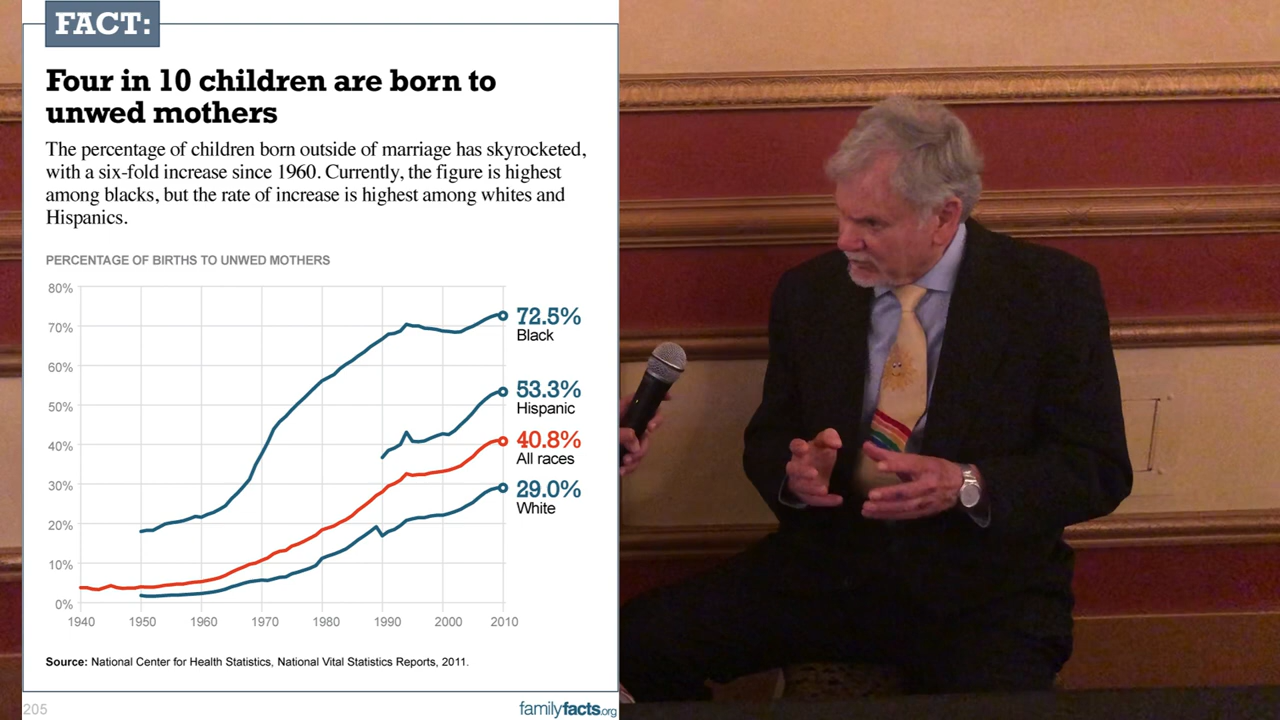 FACT:
Four in 10 children are born to
unwed mothers
The percentage of children born outside of marriage has skyrocketed,
with a six-fold increase since 1960. Currently, the figure is highest
among blacks, but the rate of increase is highest among whites and
Hispanics.
PERCENTAGE OF BIRTHS TO UNWED MOTHERS
80%
70%
60%
50%
40%
30%
20%
10%
0%
72.5%
Black
53.3%
Hispanic
40.8%
All races
29.0%
White
1940 1950 1960 1970 1980 1990 2000 2010
Source: National Center for Health Statistics, National Vital Statistics Reports, 2011.
205
familyfacts.org